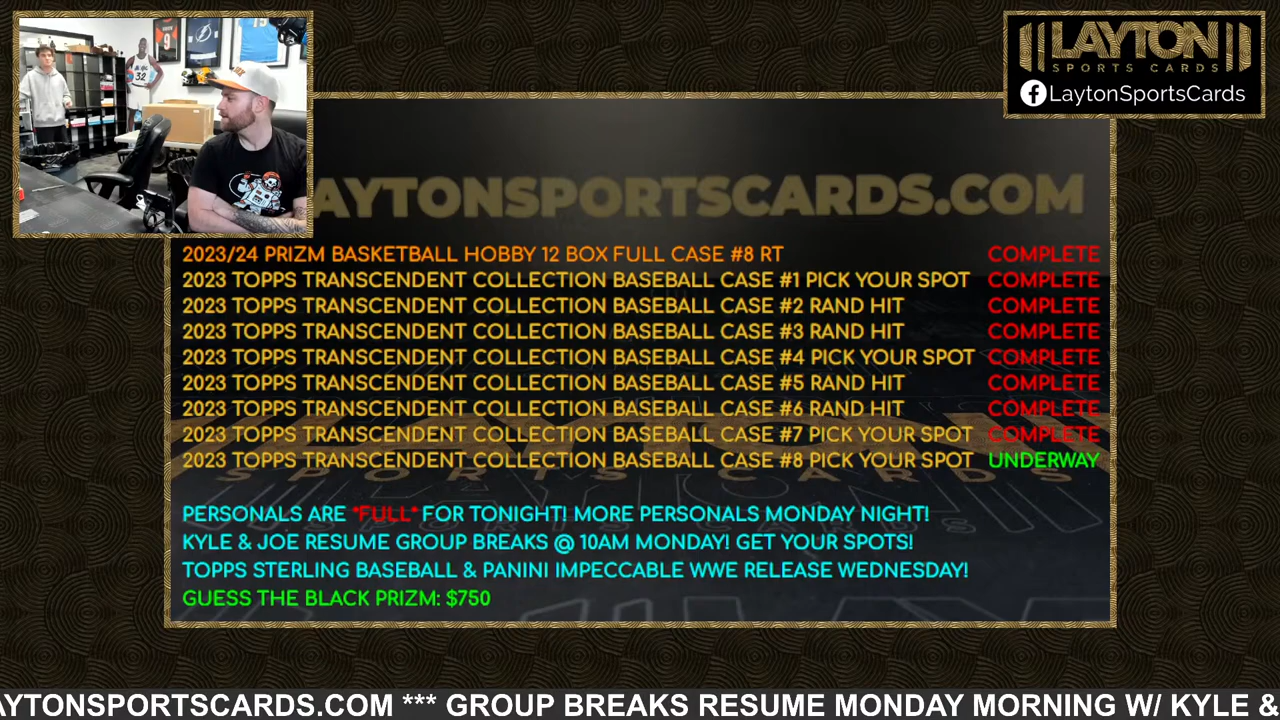 LAYTON
SPORTS CARDS
LaytonSportsCards
AYTONSPORTSCARDS.COM
2023/24 PRIZM BASKETBALL HOBBY 12 BOX FULL CASE #8 RT COMPLETE
2023 TOPPS TRANSCENDENT COLLECTION BASEBALL CASE #1 PICK YOUR SPOT COMPLETE
2023 TOPPS TRANSCENDENT COLLECTION BASEBALL CASE #2 RAND HIT COMPLETE
2023 TOPPS TRANSCENDENT COLLECTION BASEBALL CASE #3 RAND HIT COMPLETE
2023 TOPPS TRANSCENDENT COLLECTION BASEBALL CASE #4 PICK YOUR SPOT COMPLETE
2023 TOPPS TRANSCENDENT COLLECTION BASEBALL CASE #5 RAND HIT COMPLETE
2023 TOPPS TRANSCENDENT COLLECTION BASEBALL CASE #6 RAND HIT COMPLETE
2023 TOPPS TRANSCENDENT COLLECTION BASEBALL CASE #7 PICK YOUR SPOT COMPLETE
2023 TOPPS TRANSCENDENT COLLECTION BASEBALL CASE #8 PICK YOUR SPOT UNDERWAY
SPORTS CARDS
PERSONALS ARE *FULL* FOR TONIGHT! MORE PERSONALS MONDAY NIGHT!
KYLE & JOE RESUME GROUP BREAKS @ 10AM MONDAY! GET YOUR SPOTS!
TOPPS STERLING BASEBALL & PANINI IMPECCABLE WWE RELEASE WEDNESDAY!
GUESS THE BLACK PRIZM: $750
AYTONSPORTSCARDS.COM *** GROUP BREAKS RESUME MONDAY MORNING W/ KYLE &